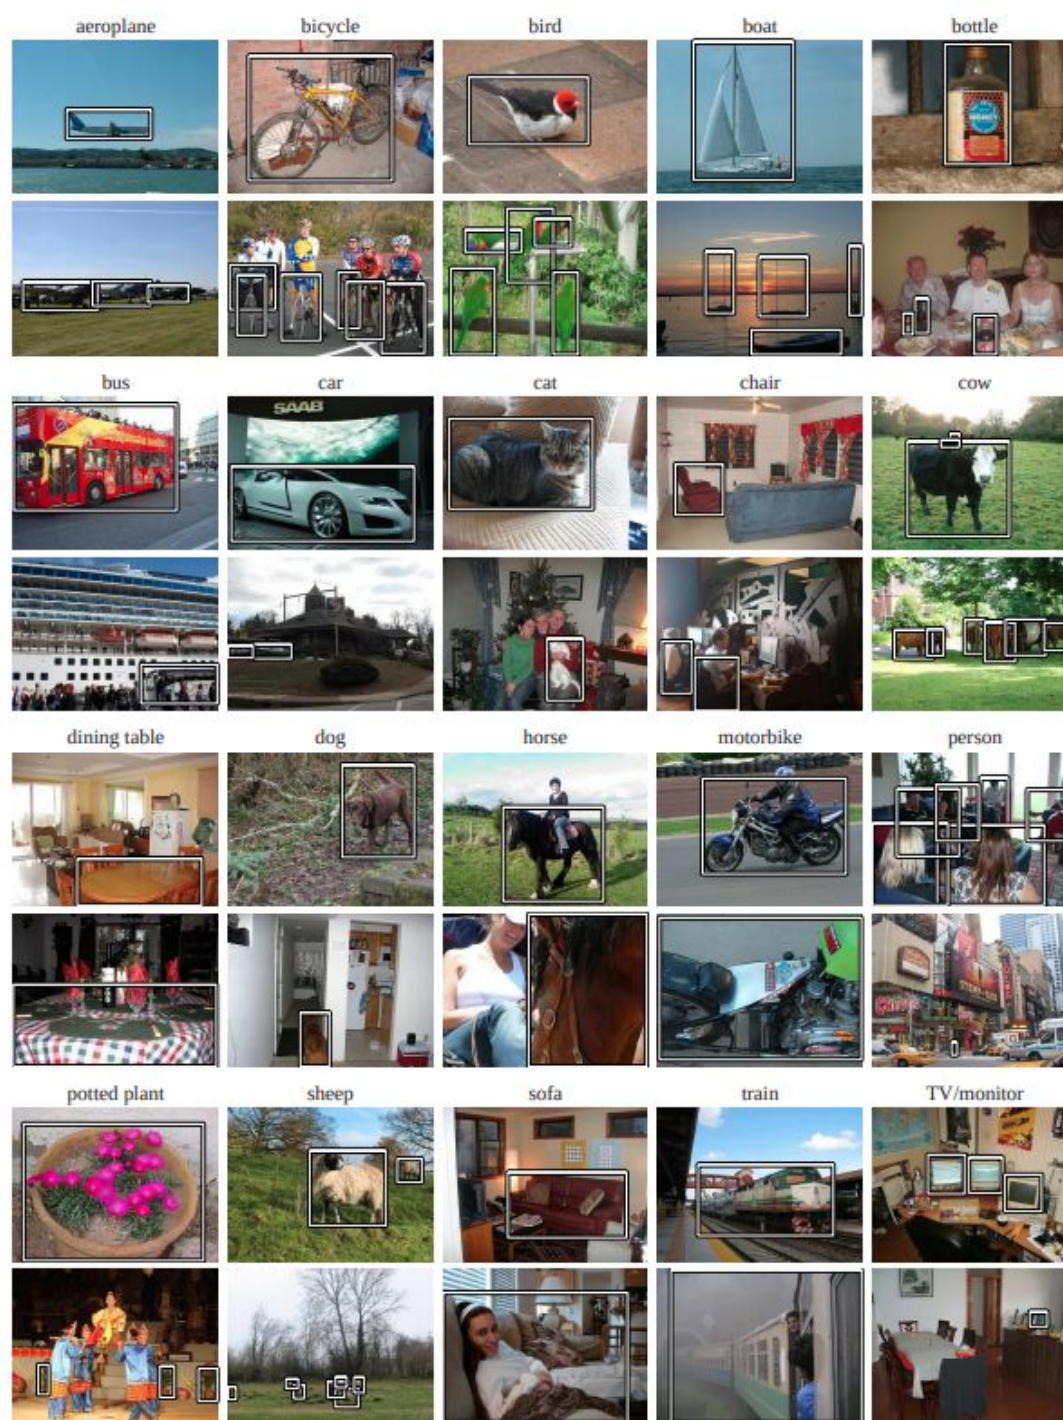 aeroplane bicycle bird boat bottle
HONEY
bus car cat chair cow
SAAB
dining table dog horse motorbike person
potted plant sheep sofa train TV/monitor